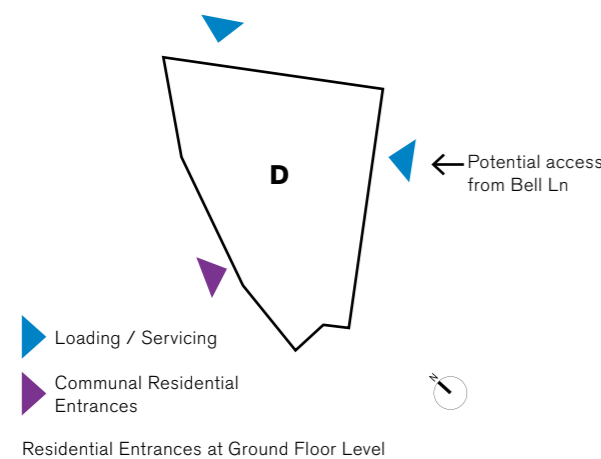 D
Potential access
from Bell Ln
Loading / Servicing
Communal Residential
Entrances
N
Residential Entrances at Ground Floor Level